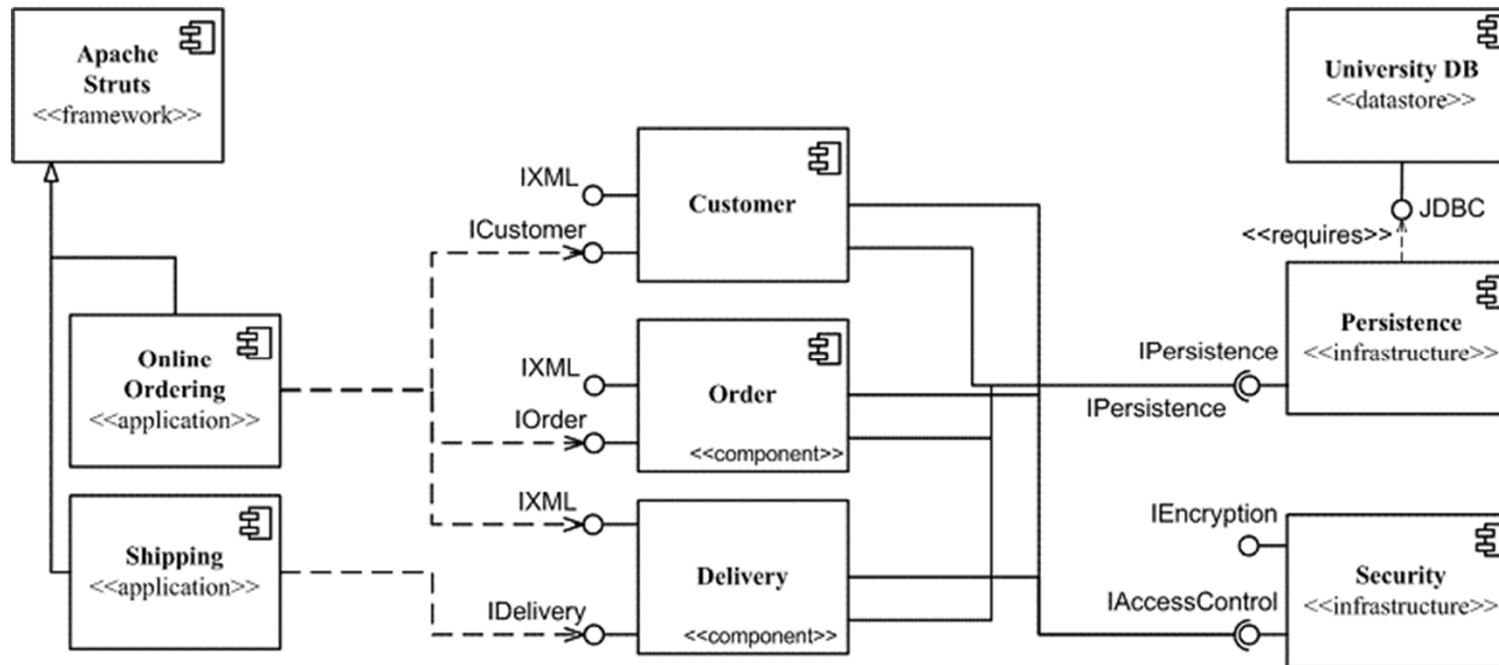 Apache
Struts
<<framework>>
University DB
<<datastore>>
IXML
Customer
ICustomer
JDBC
<<requires>>
Online
Ordering
<<application>>
IXML
Order
IOrder
<<component>>
IPersistence
IPersistence
Persistence
<<infrastructure>>
Shipping
<<application>>
IXML
Delivery
IDelivery
<<component>>
IEncryption
IAccessControl
Security
<<infrastructure>>